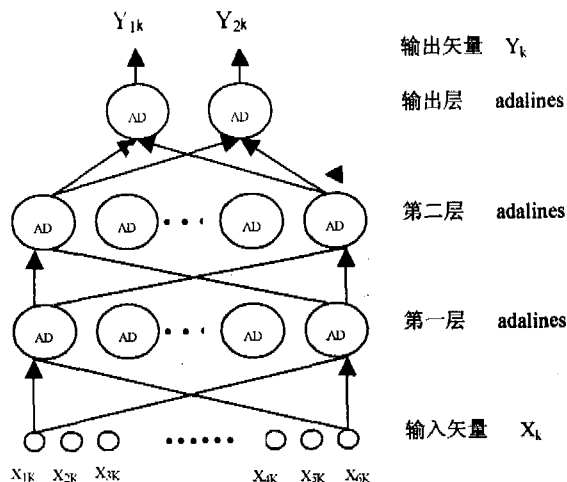 Y1k Y2k 输出矢量 Yk
AD AD 输出层 adalines
AD AD AD AD 第二层 adalines
AD AD AD AD 第一层 adalines
输入矢量 Xk
X1K X2K X3K X4K X5K X6K